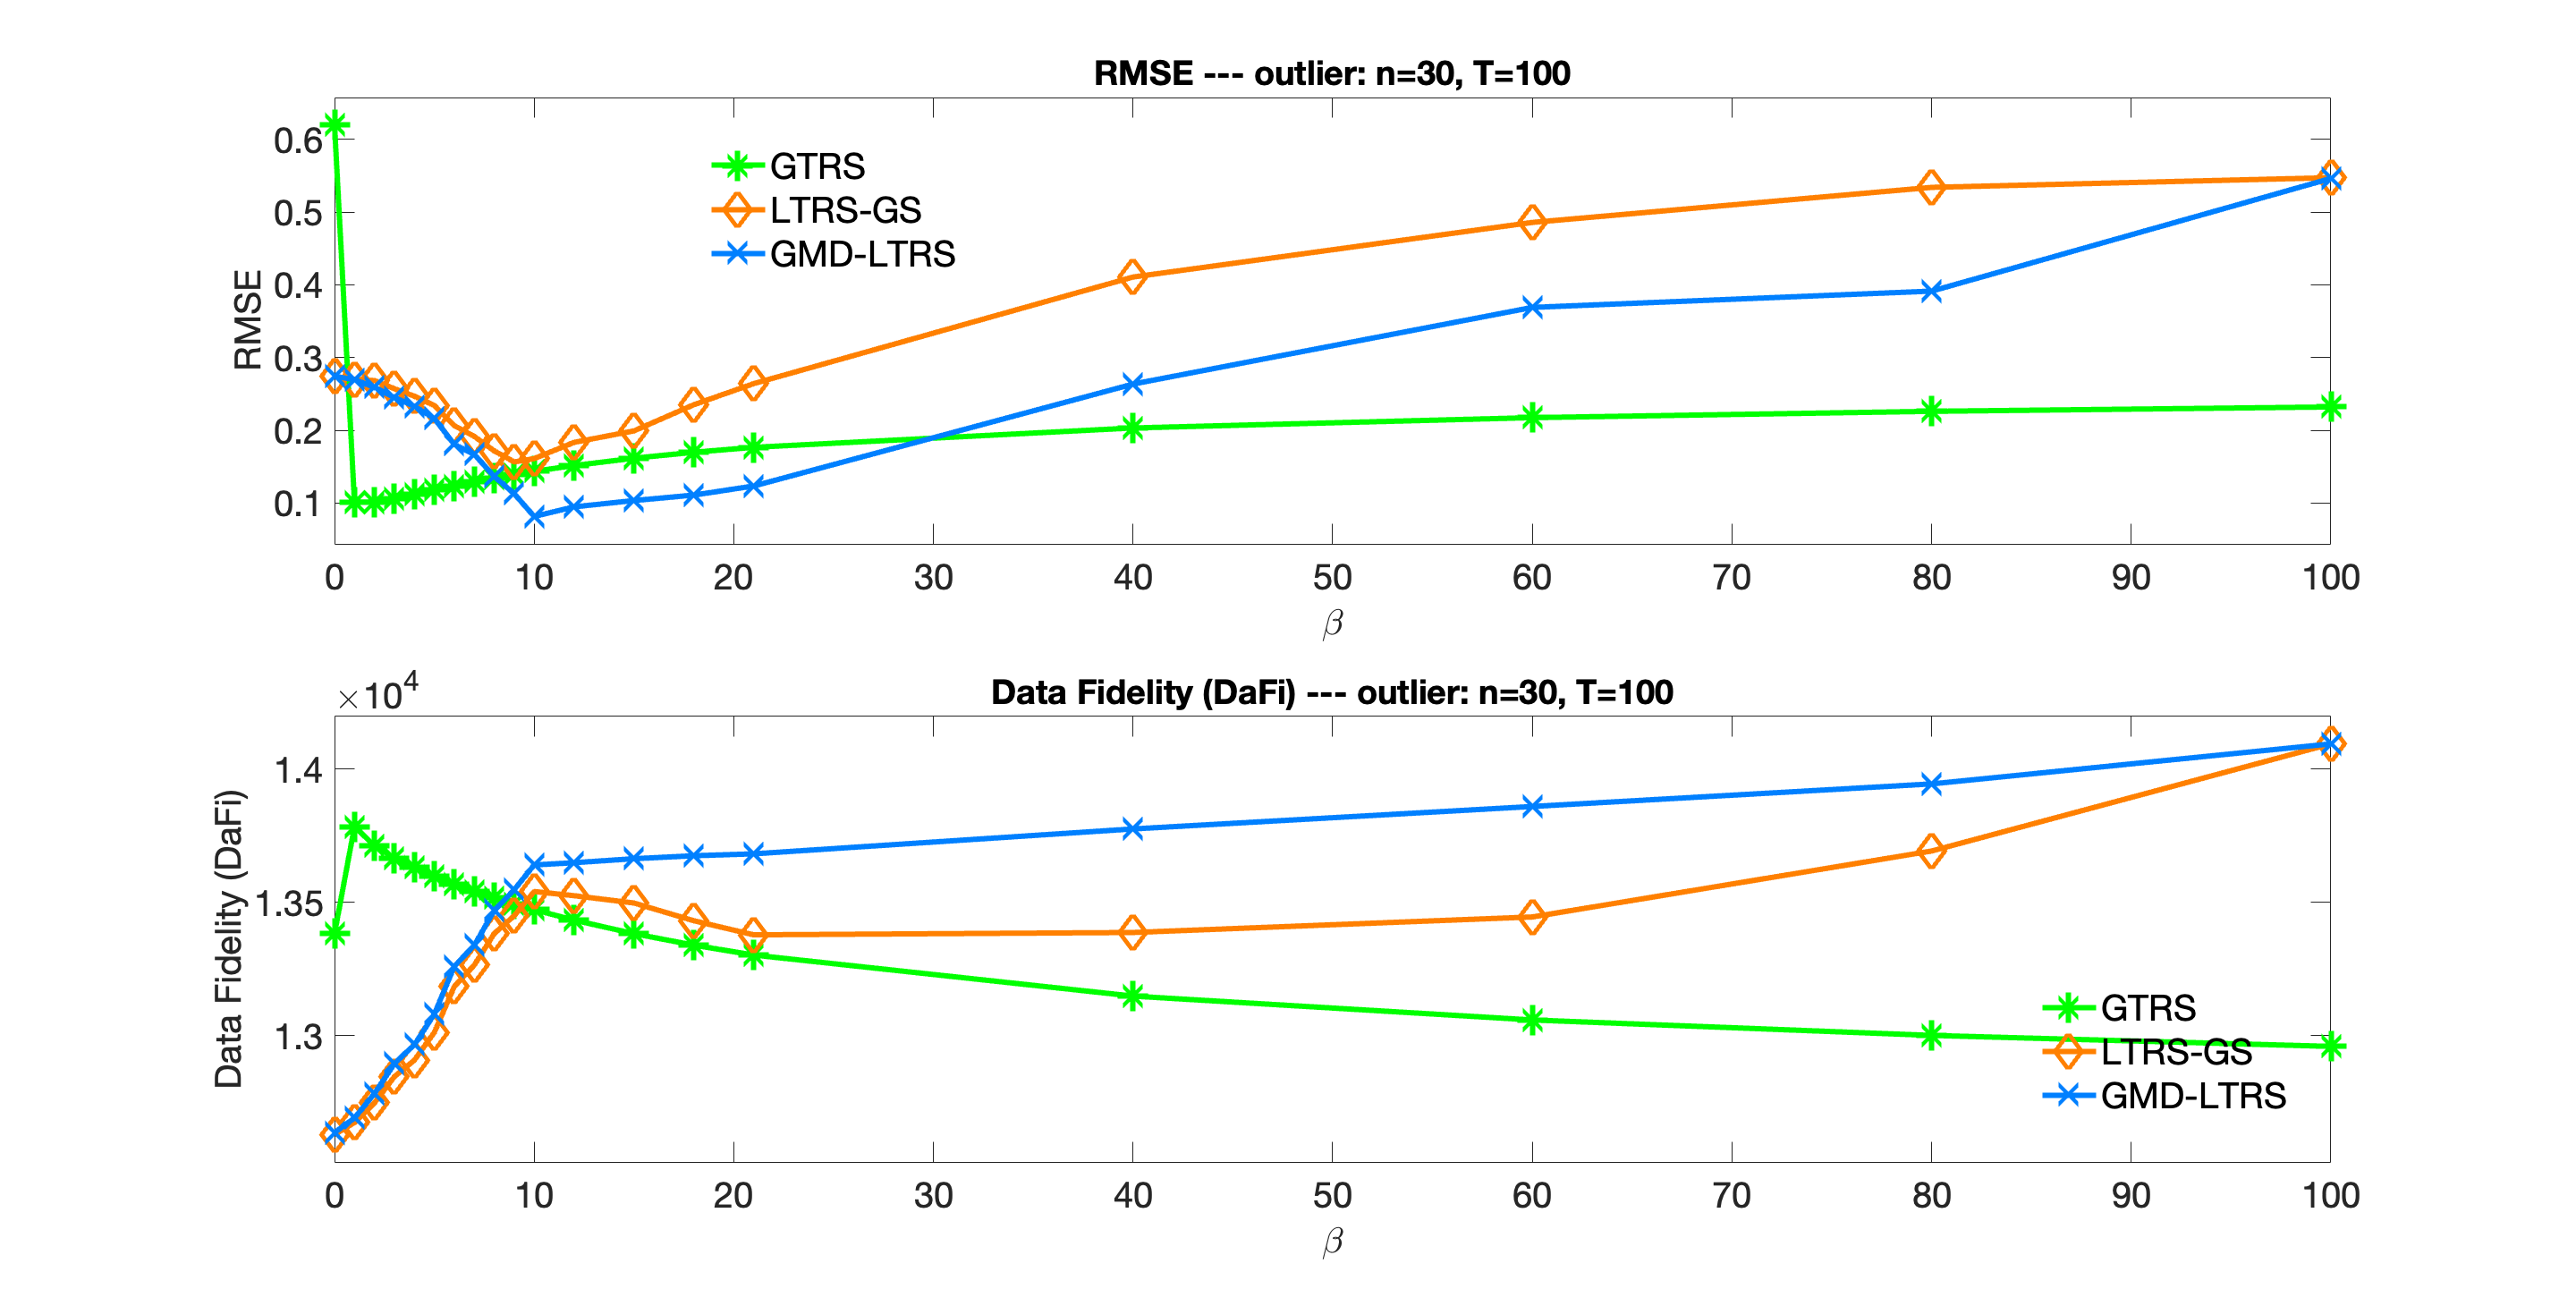 RMSE --- outlier: n=30, T=100
RMSE
0.6
0.5
0.4
0.3
0.2
0.1
GTRS
LTRS-GS
GMD-LTRS
0 10 20 30 40 50 60 70 80 90 100
β
Data Fidelity (DaFi) --- outlier: n=30, T=100
×10⁴
Data Fidelity (DaFi)
1.4
1.35
1.3
GTRS
LTRS-GS
GMD-LTRS
0 10 20 30 40 50 60 70 80 90 100
β